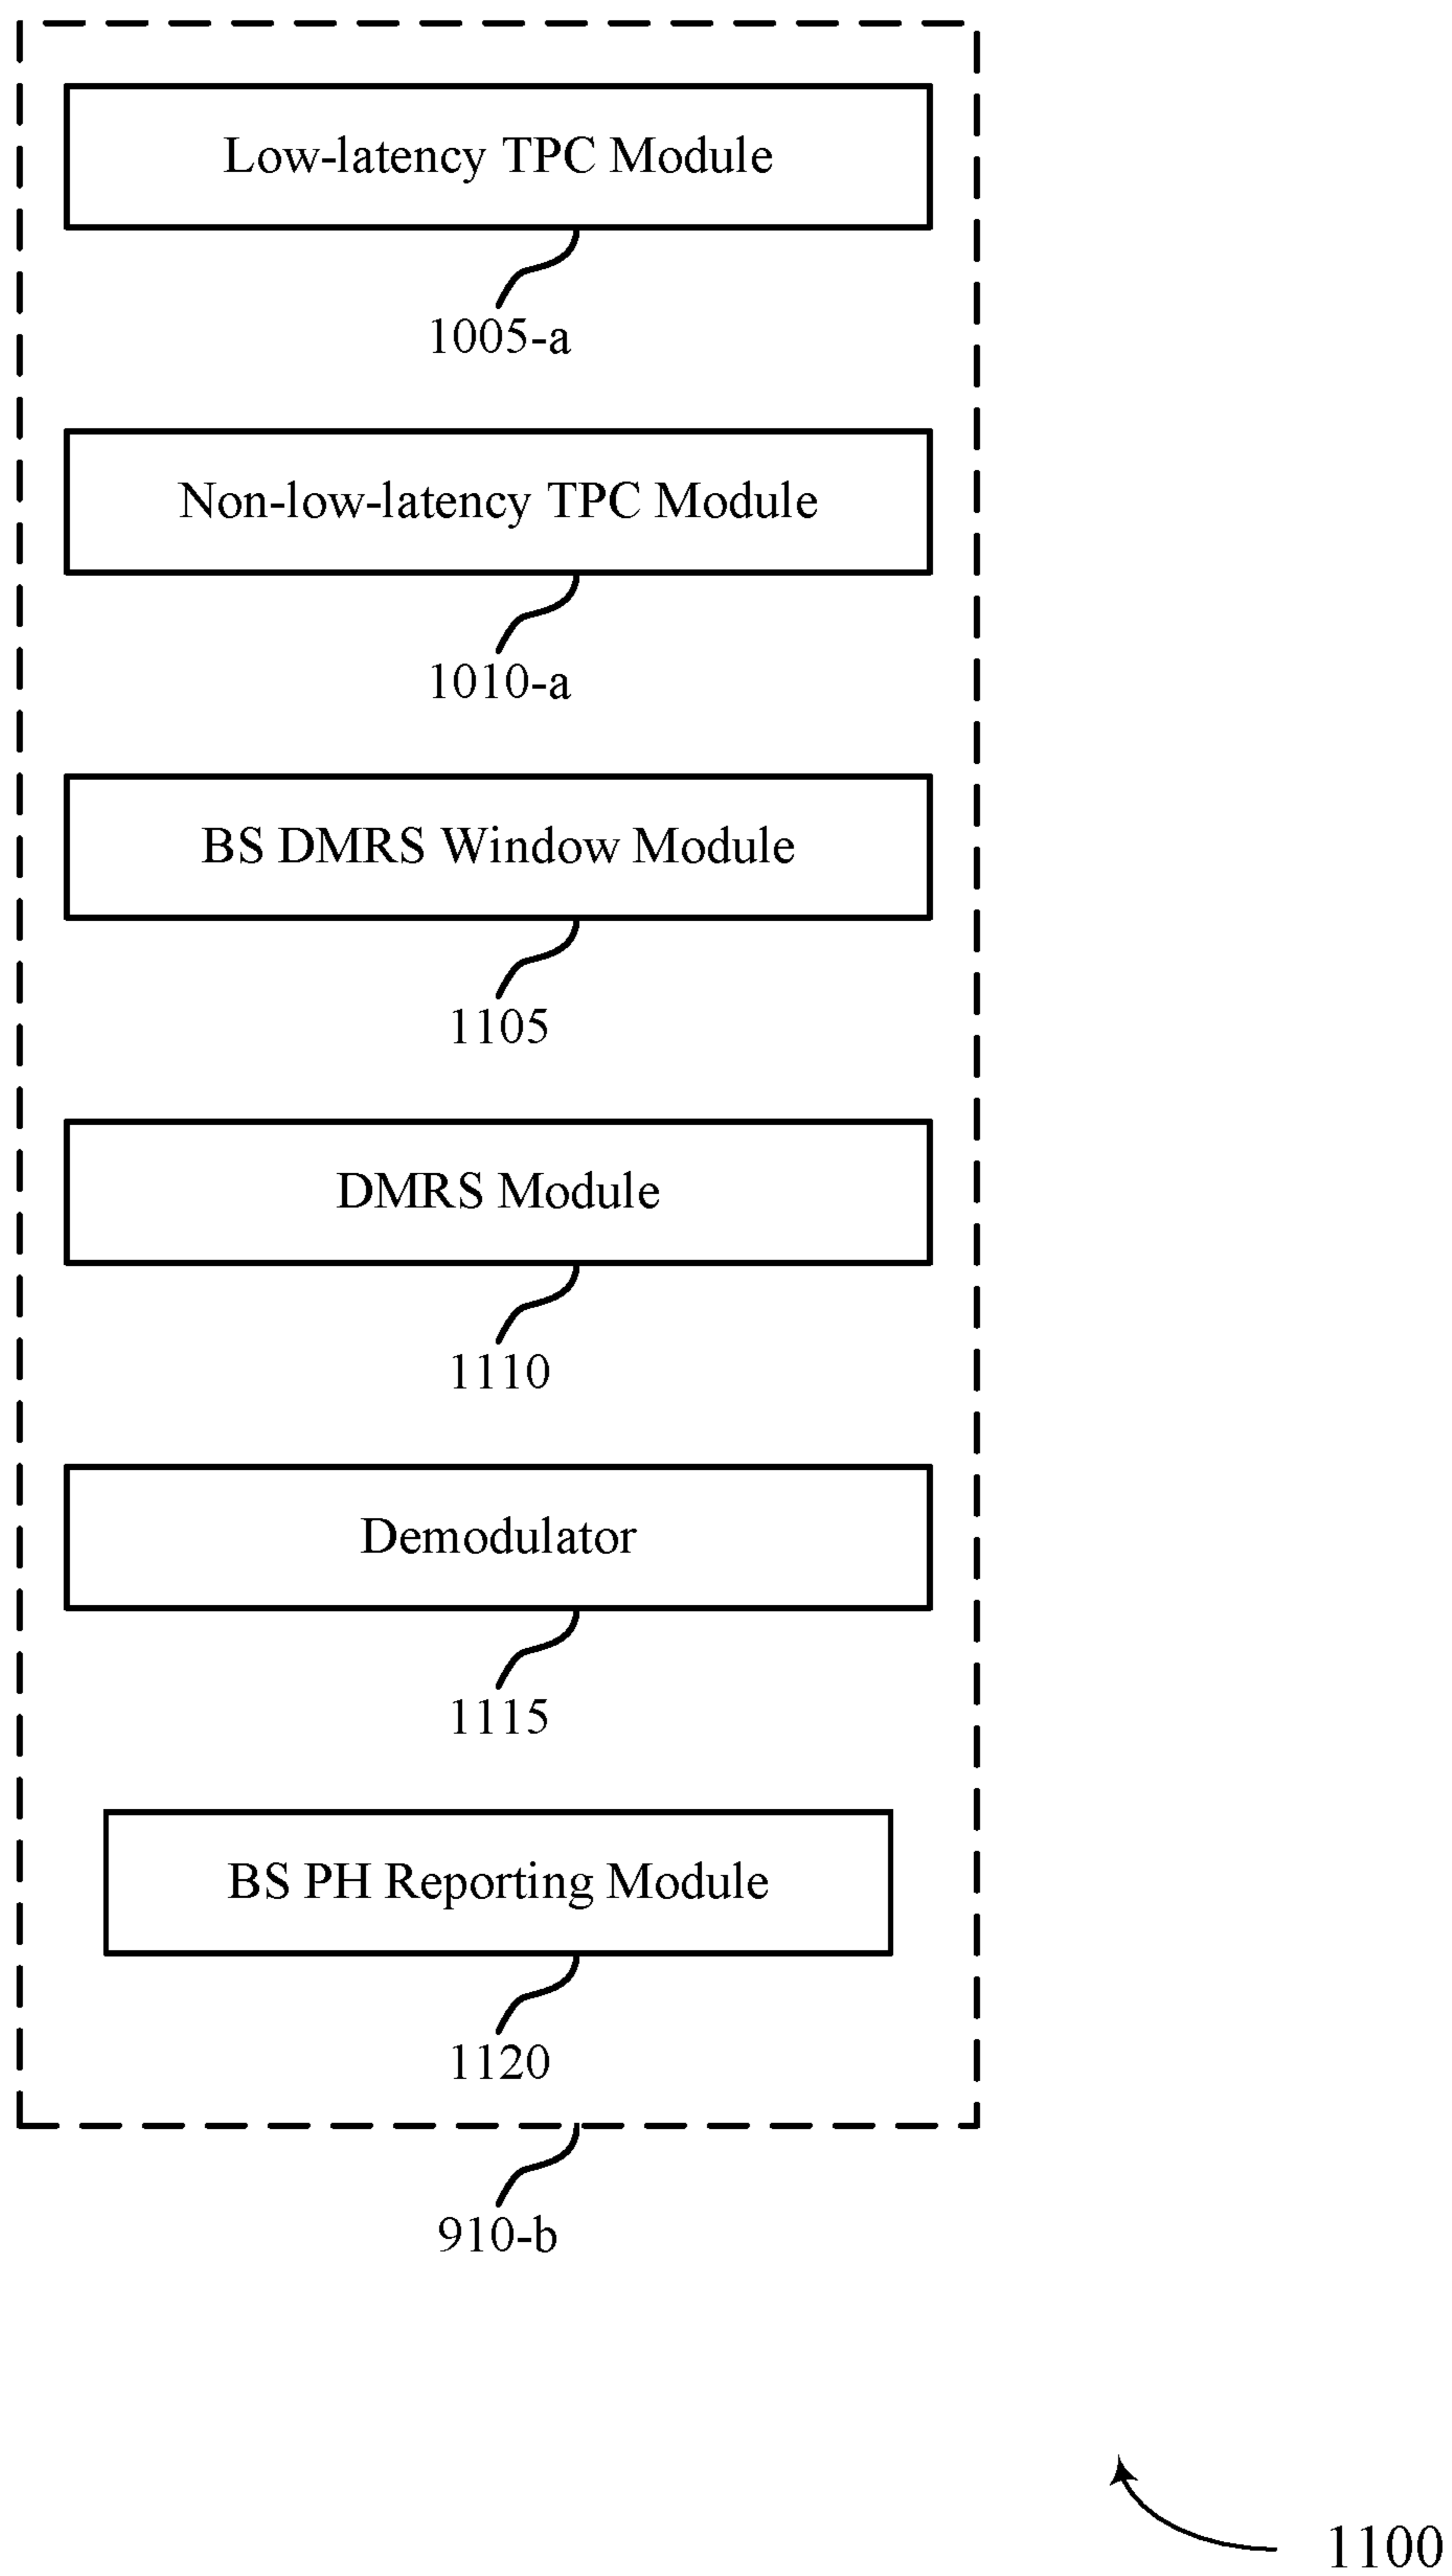 Low-latency TPC Module
1005-a
Non-low-latency TPC Module
1010-a
BS DMRS Window Module
1105
DMRS Module
1110
Demodulator
1115
BS PH Reporting Module
1120
910-b
1100